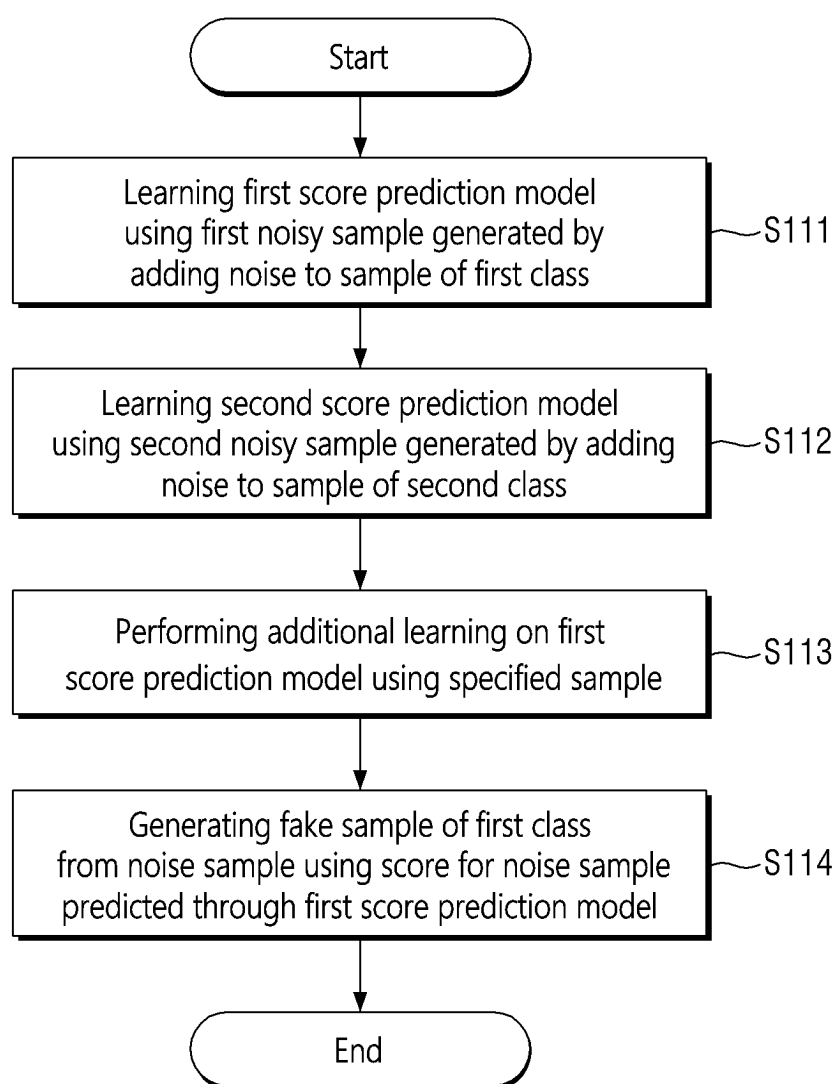 Start
Learning first score prediction model
using first noisy sample generated by
adding noise to sample of first class
S111
Learning second score prediction model
using second noisy sample generated by adding
noise to sample of second class
S112
Performing additional learning on first
score prediction model using specified sample
S113
Generating fake sample of first class
from noise sample using score for noise sample
predicted through first score prediction model
S114
End